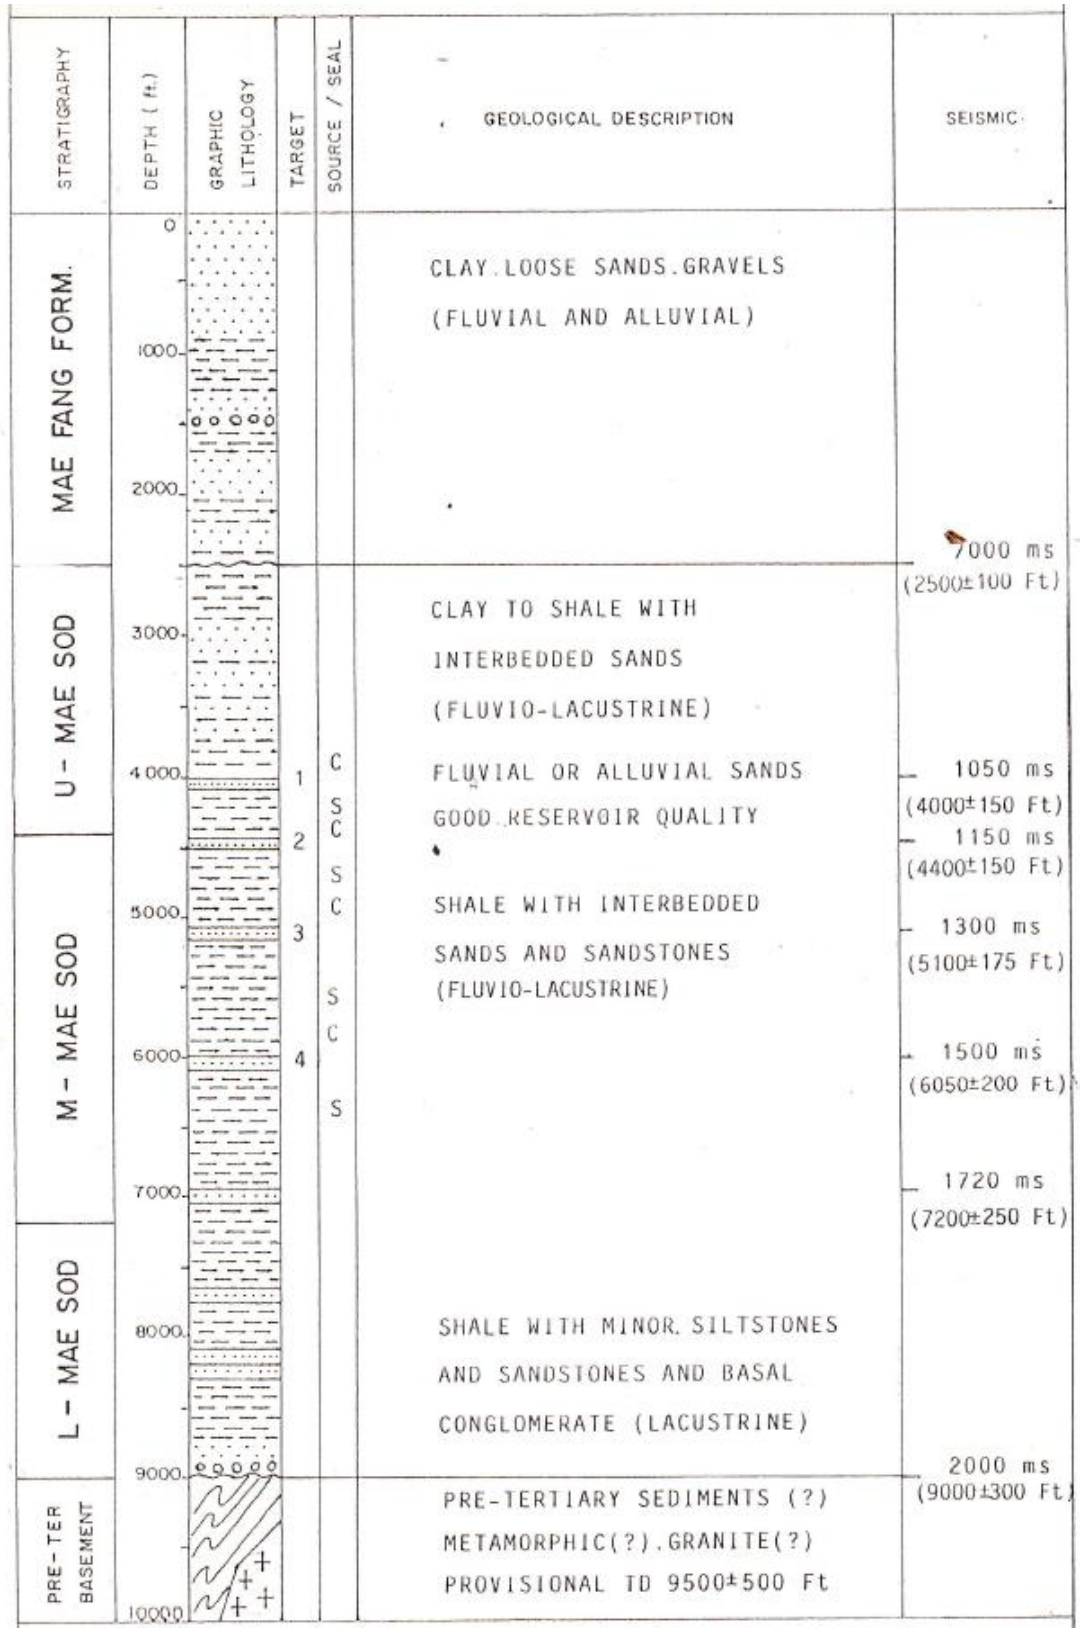 STRATIGRAPHY
DEPTH ( ft.)
GRAPHIC
LITHOLOGY
TARGET
SOURCE / SEAL
GEOLOGICAL DESCRIPTION
SEISMIC
MAE FANG FORM.
U - MAE SOD
M - MAE SOD
L - MAE SOD
PRE-TER
BASEMENT
0
1000
2000
3000
4000
5000
6000
7000
8000
9000
10000
1
2
3
4
C
S
C
S
C
S
C
S
CLAY.LOOSE SANDS.GRAVELS
(FLUVIAL AND ALLUVIAL)
CLAY TO SHALE WITH
INTERBEDDED SANDS
(FLUVIO-LACUSTRINE)
FLUVIAL OR ALLUVIAL SANDS
GOOD RESERVOIR QUALITY
SHALE WITH INTERBEDDED
SANDS AND SANDSTONES
(FLUVIO-LACUSTRINE)
SHALE WITH MINOR. SILTSTONES
AND SANDSTONES AND BASAL
CONGLOMERATE (LACUSTRINE)
PRE-TERTIARY SEDIMENTS (?)
METAMORPHIC(?).GRANITE(?)
PROVISIONAL TD 9500±500 Ft
7000 ms
(2500±100 Ft)
1050 ms
(4000±150 Ft)
1150 ms
(4400±150 Ft)
1300 ms
(5100±175 Ft)
1500 ms
(6050±200 Ft)
1720 ms
(7200±250 Ft)
2000 ms
(9000±300 Ft)